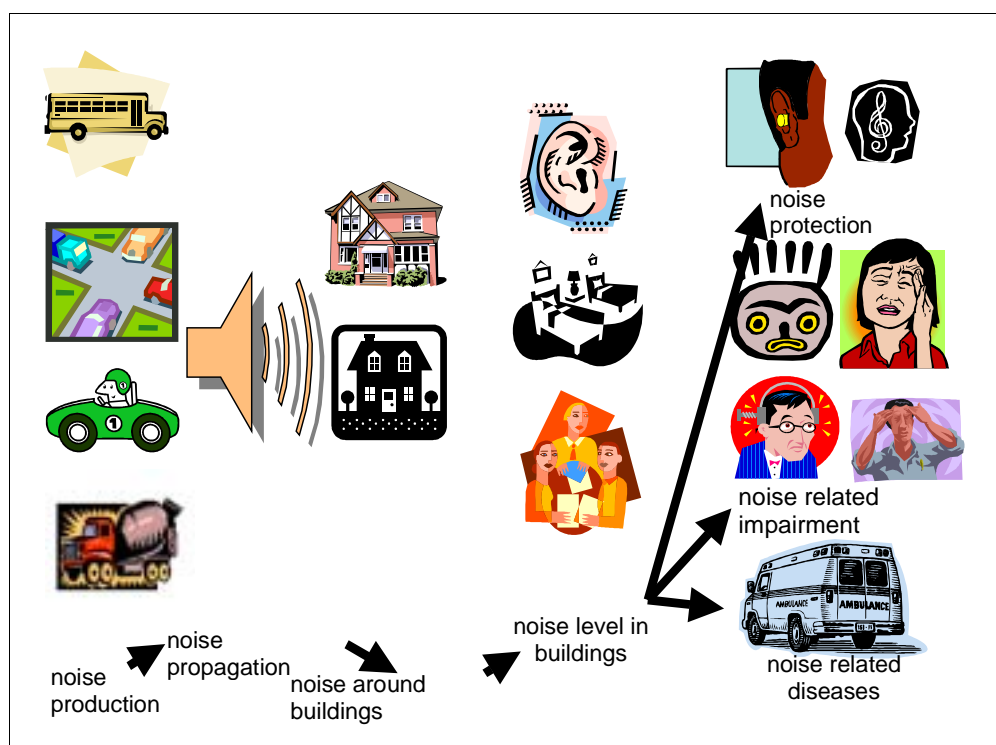 noise
production
noise
propagation
noise around
buildings
noise level in
buildings
noise
protection
noise related
impairment
noise related
diseases
1
1
AMBULANCE
AMBULANCE